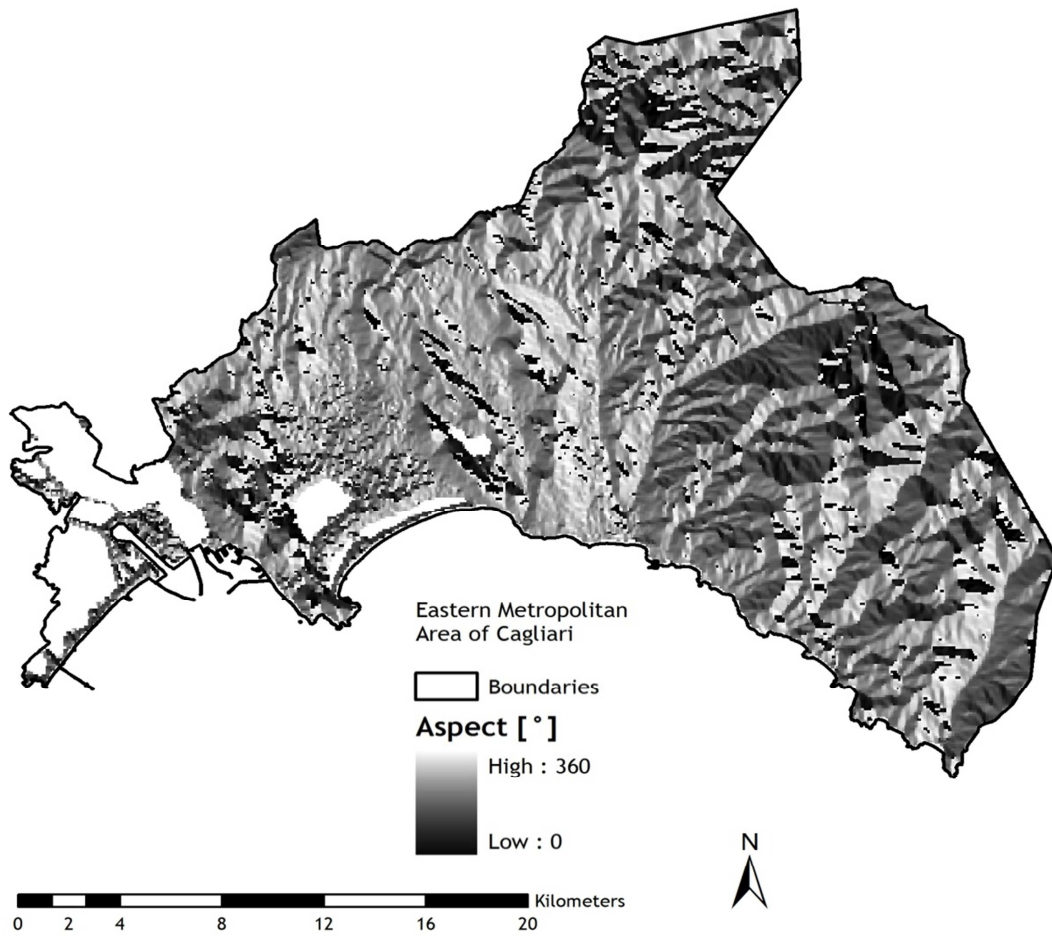 Eastern Metropolitan
Area of Cagliari
Boundaries
Aspect [°]
High : 360
Low : 0
N
Kilometers
0 2 4 8 12 16 20